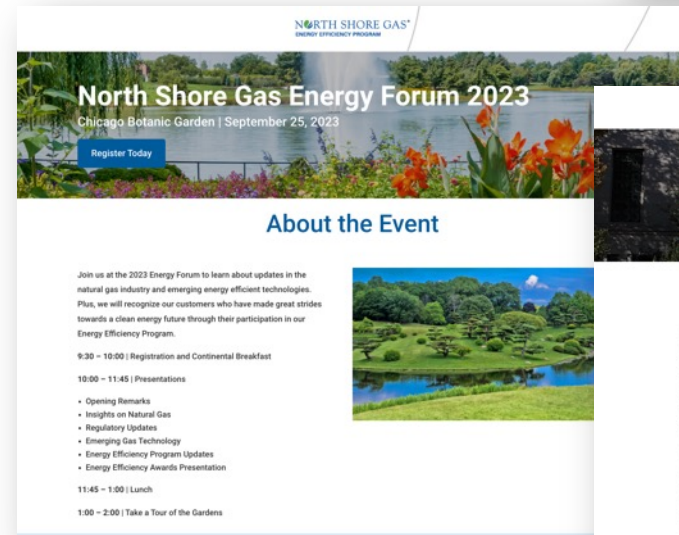 NORTH SHORE GAS®
ENERGY EFFICIENCY PROGRAM
North Shore Gas Energy Forum 2023
Chicago Botanic Garden | September 25, 2023
Register Today
About the Event
Join us at the 2023 Energy Forum to learn about updates in the
natural gas industry and emerging energy efficient technologies.
Plus, we will recognize our customers who have made great strides
towards a clean energy future through their participation in our
Energy Efficiency Program.
9:30 – 10:00 | Registration and Continental Breakfast
10:00 – 11:45 | Presentations
• Opening Remarks
• Insights on Natural Gas
• Regulatory Updates
• Emerging Gas Technology
• Energy Efficiency Program Updates
• Energy Efficiency Awards Presentation
11:45 – 1:00 | Lunch
1:00 – 2:00 | Take a Tour of the Gardens